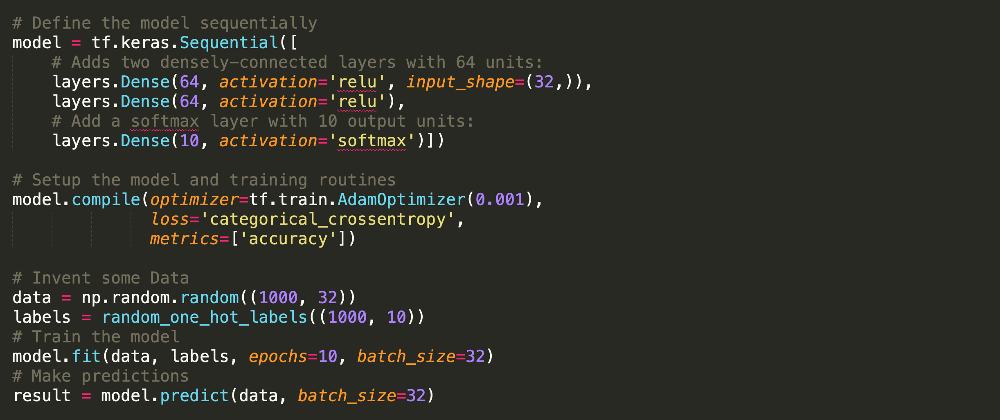 # Define the model sequentially
model = tf.keras.Sequential([
    # Adds two densely-connected layers with 64 units:
    layers.Dense(64, activation='relu', input_shape=(32,)),
    layers.Dense(64, activation='relu'),
    # Add a softmax layer with 10 output units:
    layers.Dense(10, activation='softmax')])

# Setup the model and training routines
model.compile(optimizer=tf.train.AdamOptimizer(0.001),
              loss='categorical_crossentropy',
              metrics=['accuracy'])

# Invent some Data
data = np.random.random((1000, 32))
labels = random_one_hot_labels((1000, 10))
# Train the model
model.fit(data, labels, epochs=10, batch_size=32)
# Make predictions
result = model.predict(data, batch_size=32)